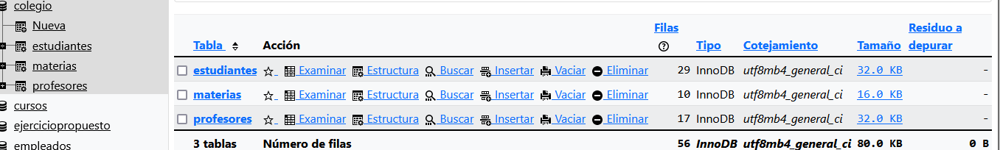 colegio
Nueva
estudiantes
materias
profesores
cursos
ejerciciopropuesto
empleados
Tabla Acción Filas Tipo Cotejamiento Tamaño Residuo a depurar
estudiantes Examinar Estructura Buscar Insertar Vaciar Eliminar 29 InnoDB utf8mb4_general_ci 32.0 KB -
materias Examinar Estructura Buscar Insertar Vaciar Eliminar 10 InnoDB utf8mb4_general_ci 16.0 KB -
profesores Examinar Estructura Buscar Insertar Vaciar Eliminar 17 InnoDB utf8mb4_general_ci 32.0 KB -
3 tablas Número de filas 56 InnoDB utf8mb4_general_ci 80.0 KB 0 B